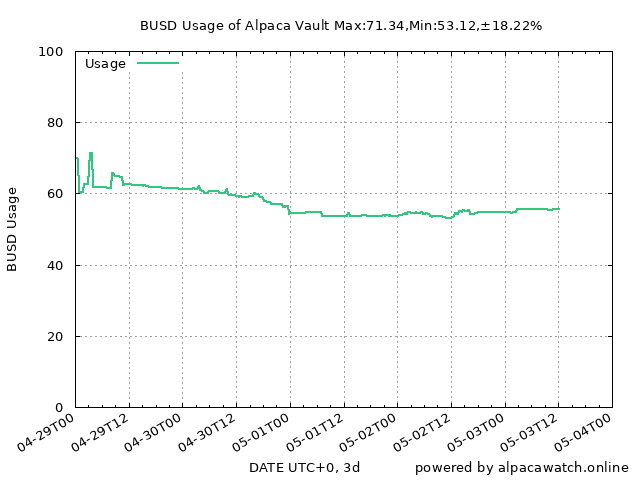 BUSD Usage of Alpaca Vault Max:71.34,Min:53.12,±18.22%
Usage
BUSD Usage
100
80
60
40
20
0
04-29T00
04-29T12
04-30T00
04-30T12
05-01T00
05-01T12
05-02T00
05-02T12
05-03T00
05-03T12
05-04T00
DATE UTC+0, 3d
powered by alpacawatch.online